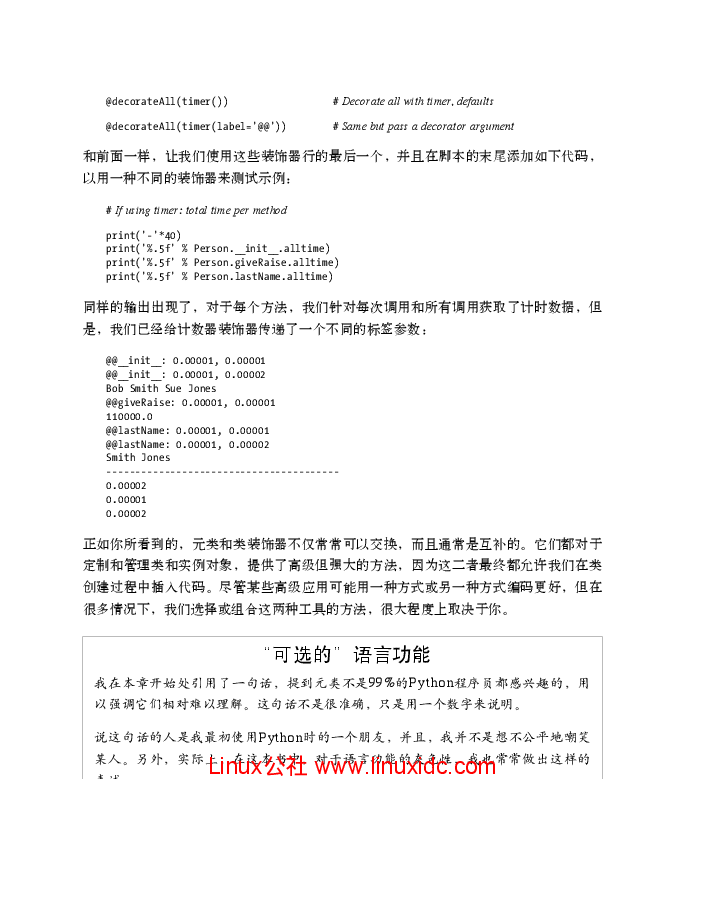 @decorateAll(timer()) # Decorate all with timer, defaults
@decorateAll(timer(label='@@')) # Same but pass a decorator argument
和前面一样，让我们使用这些装饰器行的最后一个，并且在脚本的末尾添加如下代码，
以用一种不同的装饰器来测试示例：
# If using timer: total time per method
print('-'*40)
print('%.5f' % Person.__init__.alltime)
print('%.5f' % Person.giveRaise.alltime)
print('%.5f' % Person.lastName.alltime)
同样的输出出现了，对于每个方法，我们针对每次调用和所有调用获取了计时数据，但
是，我们已经给计数器装饰器传递了一个不同的标签参数：
@@__init__: 0.00001, 0.00001
@@__init__: 0.00001, 0.00002
Bob Smith Sue Jones
@@giveRaise: 0.00001, 0.00001
110000.0
@@lastName: 0.00001, 0.00001
@@lastName: 0.00001, 0.00002
Smith Jones
----------------------------------------
0.00002
0.00001
0.00002
正如你所看到的，元类和类装饰器不仅常常可以交换，而且通常是互补的。它们都对于
定制和管理类和实例对象，提供了高级但强大的方法，因为这二者最终都允许我们在类
创建过程中插入代码。尽管某些高级应用可能用一种方式或另一种方式编码更好，但在
很多情况下，我们选择或组合这两种工具的方法，很大程度上取决于你。
“可选的”语言功能
我在本章开始处引用了一句话，提到元类不是99%的Python程序员都感兴趣的，用
以强调它们相对难以理解。这句话不是很准确，只是用一个数字来说明。
说这句话的人是我最初使用Python时的一个朋友，并且，我并不是想不公平地嘲笑
某人。另外，实际上，在这本书中，对于语言功能的灰色性，我也常常做出这样的
Linux公社 www.linuxidc.com